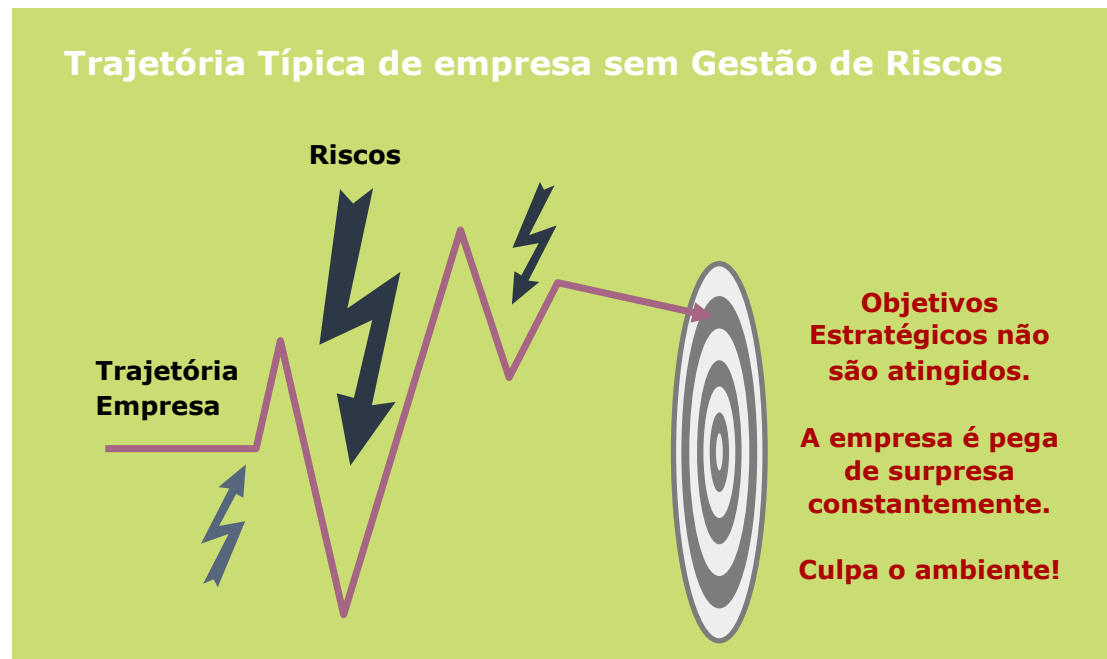 Trajetória Típica de empresa sem Gestão de Riscos
Riscos
Trajetória
Empresa
Objetivos
Estratégicos não
são atingidos.
A empresa é pega
de surpresa
constantemente.
Culpa o ambiente!